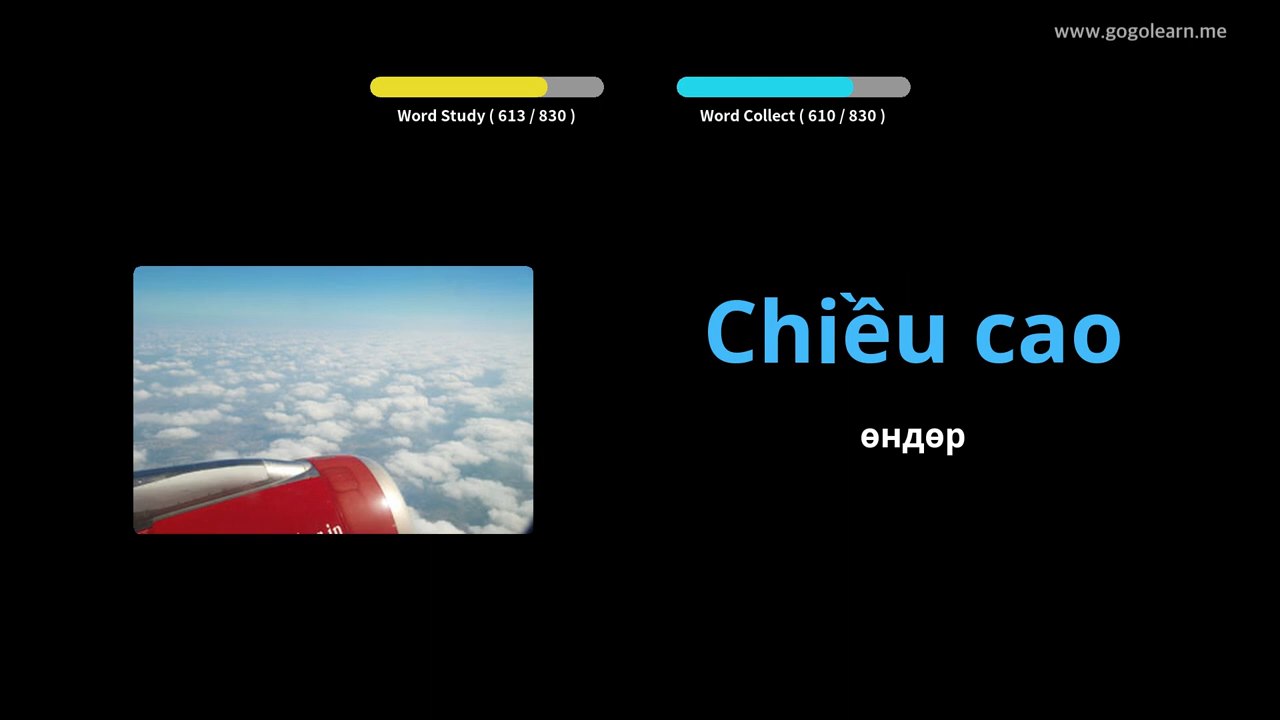 www.gogolearn.me
Word Study ( 613 / 830 )
Word Collect ( 610 / 830 )
Chiều cao
өндөр